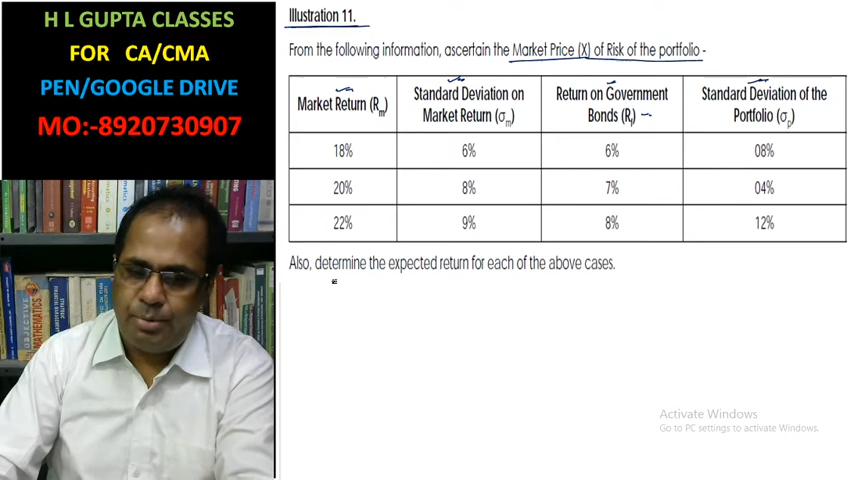 H L GUPTA CLASSES
FOR CA/CMA
PEN/GOOGLE DRIVE
MO:-8920730907
Illustration 11.
From the following information, ascertain the Market Price (X) of Risk of the portfolio -
Market Return (Rm)
Standard Deviation on
Market Return (σm)
Return on Government
Bonds (Rf)
Standard Deviation of the
Portfolio (σp)
18% 6% 6% 08%
20% 8% 7% 04%
22% 9% 8% 12%
Also, determine the expected return for each of the above cases.
OBJECTIVE
MATHEMATICS
Activate Windows
Go to PC settings to activate Windows.